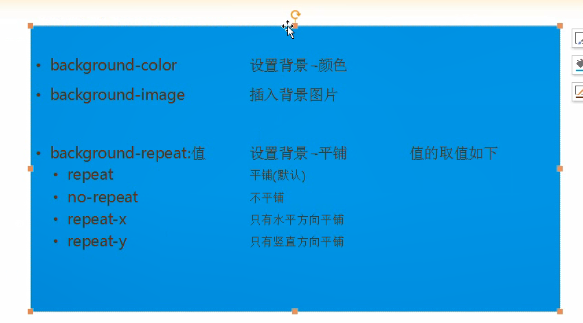 • background-color 设置背景-颜色
• background-image 插入背景图片
• background-repeat:值 设置背景-平铺 值的取值如下
• repeat 平铺(默认)
• no-repeat 不平铺
• repeat-x 只有水平方向平铺
• repeat-y 只有竖直方向平铺